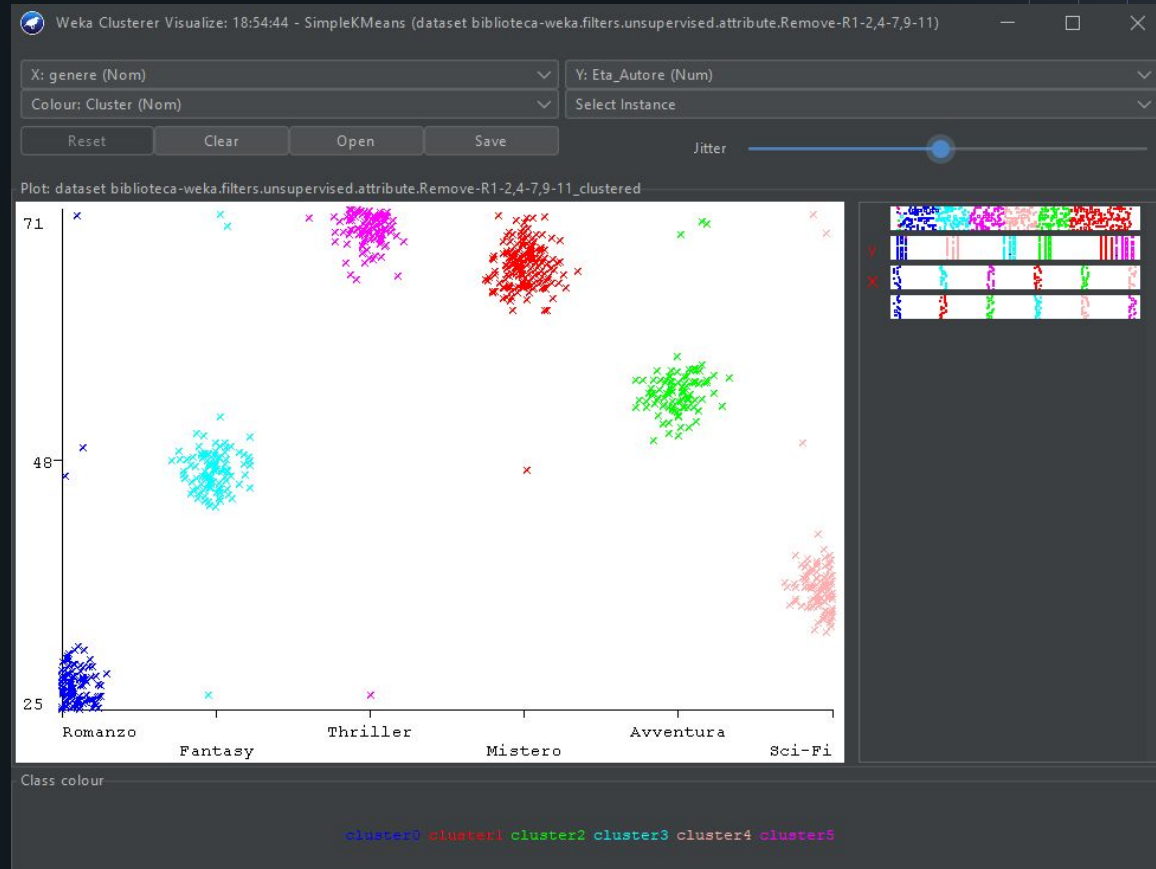 Weka Clusterer Visualize: 18:54:44 - SimpleKMeans (dataset biblioteca-weka.filters.unsupervised.attribute.Remove-R1-2,4-7,9-11)
X: genere (Nom) Y: Eta_Autore (Num)
Colour: Cluster (Nom) Select Instance
Reset Clear Open Save Jitter
Plot: dataset biblioteca-weka.filters.unsupervised.attribute.Remove-R1-2,4-7,9-11_clustered
71
Y
X
48
25
Romanzo Thriller Avventura
Fantasy Mistero Sci-Fi
Class colour
cluster0 cluster1 cluster2 cluster3 cluster4 cluster5